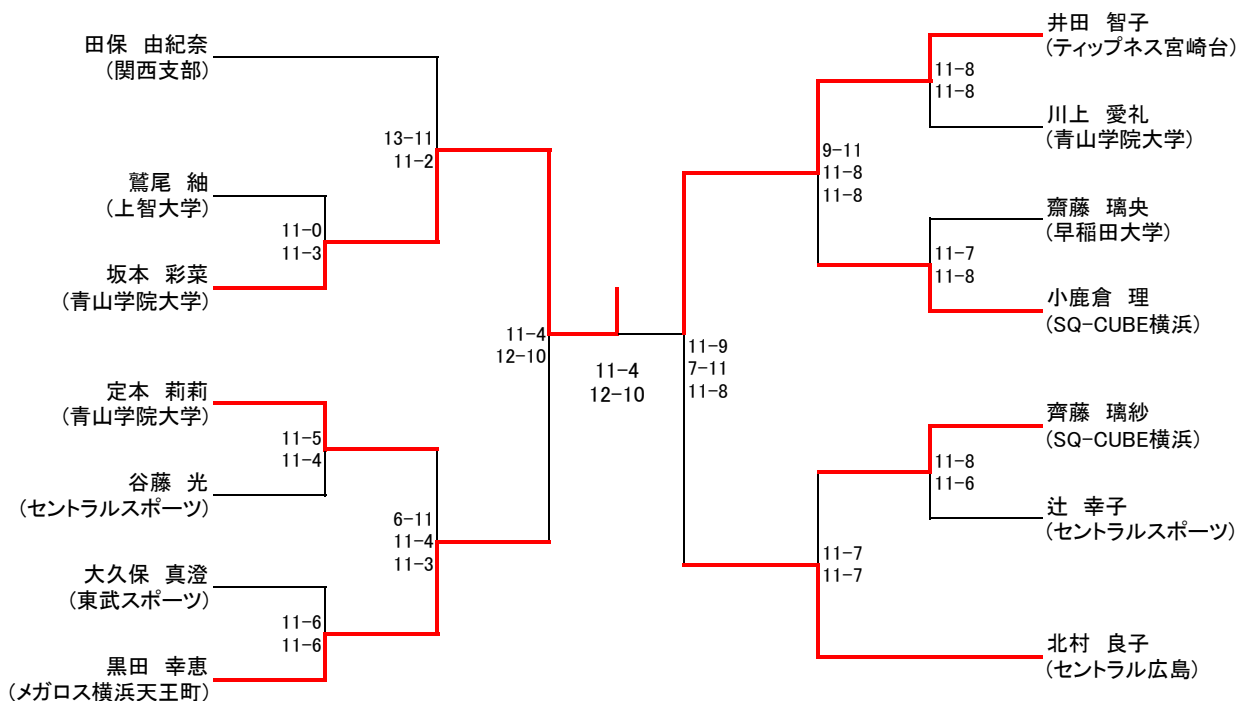 田保　由紀奈
(関西支部)
13-11
11-2
鷲尾　紬
(上智大学)
11-0
11-3
坂本　彩菜
(青山学院大学)
11-4
12-10
定本　莉莉
(青山学院大学)
11-5
11-4
谷藤　光
(セントラルスポーツ)
6-11
11-4
11-3
大久保　真澄
(東武スポーツ)
11-6
11-6
黒田　幸恵
(メガロス横浜天王町)
11-4
12-10
井田　智子
(ティップネス宮崎台)
11-8
11-8
川上　愛礼
(青山学院大学)
9-11
11-8
11-8
齋藤　璃央
(早稲田大学)
11-7
11-8
小鹿倉　理
(SQ-CUBE横浜)
11-9
7-11
11-8
齊藤　璃紗
(SQ-CUBE横浜)
11-8
11-6
辻　幸子
(セントラルスポーツ)
11-7
11-7
北村　良子
(セントラル広島)